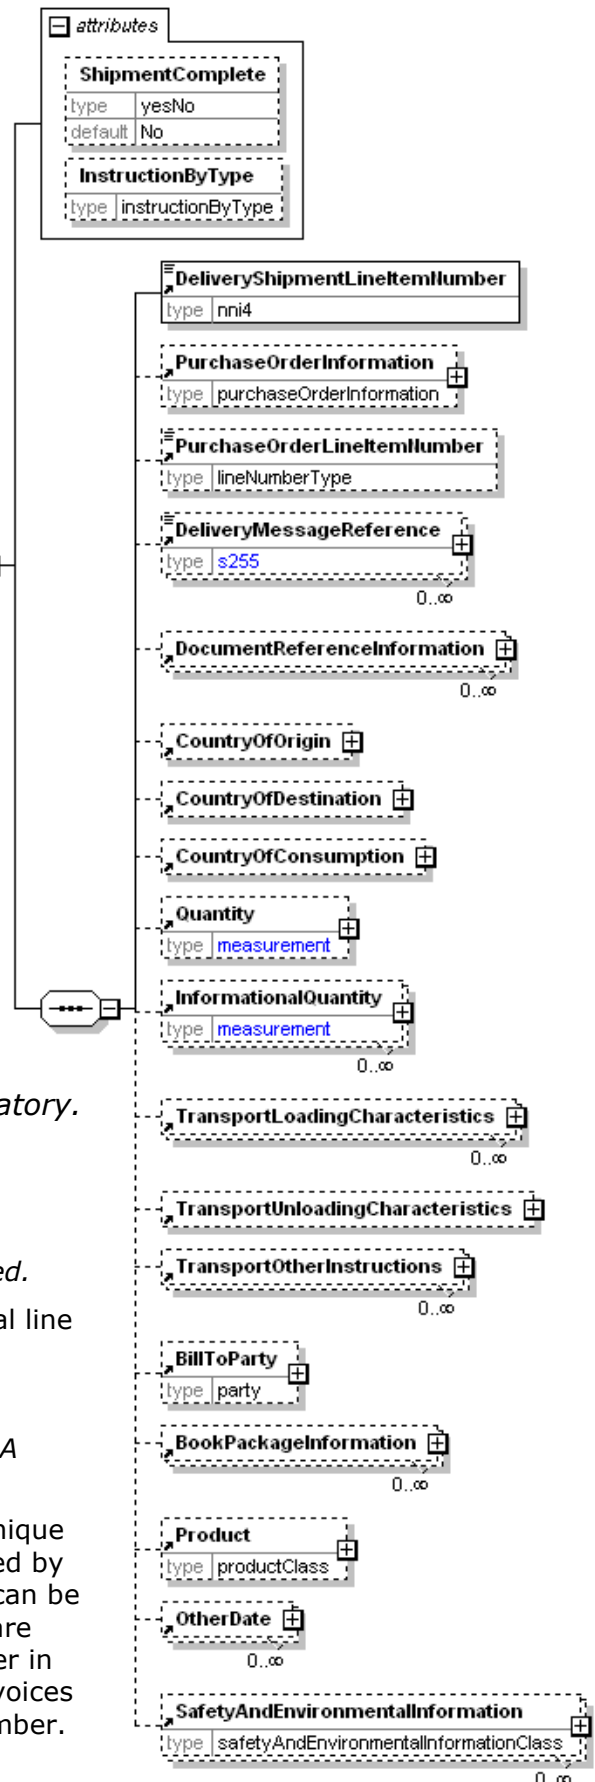 attributes
ShipmentComplete
type yesNo
default No
InstructionByType
type instructionByType
DeliveryShipmentLineItemNumber
type nni4
PurchaseOrderInformation
type purchaseOrderInformation
PurchaseOrderLineItemNumber
type lineNumberType
DeliveryMessageReference
type s255
0..∞
DocumentReferenceInformation
0..∞
CountryOfOrigin
CountryOfDestination
CountryOfConsumption
Quantity
type measurement
InformationalQuantity
type measurement
0..∞
atory.
TransportLoadingCharacteristics
0..∞
TransportUnloadingCharacteristics
ed.
TransportOtherInstructions
0..∞
al line
BillToParty
type party
A
BookPackageInformation
0..∞
nique
ed by
can be
are
er in
voices
mber.
Product
type productClass
OtherDate
0..∞
SafetyAndEnvironmentalInformation
type safetyAndEnvironmentalInformationClass
0..∞